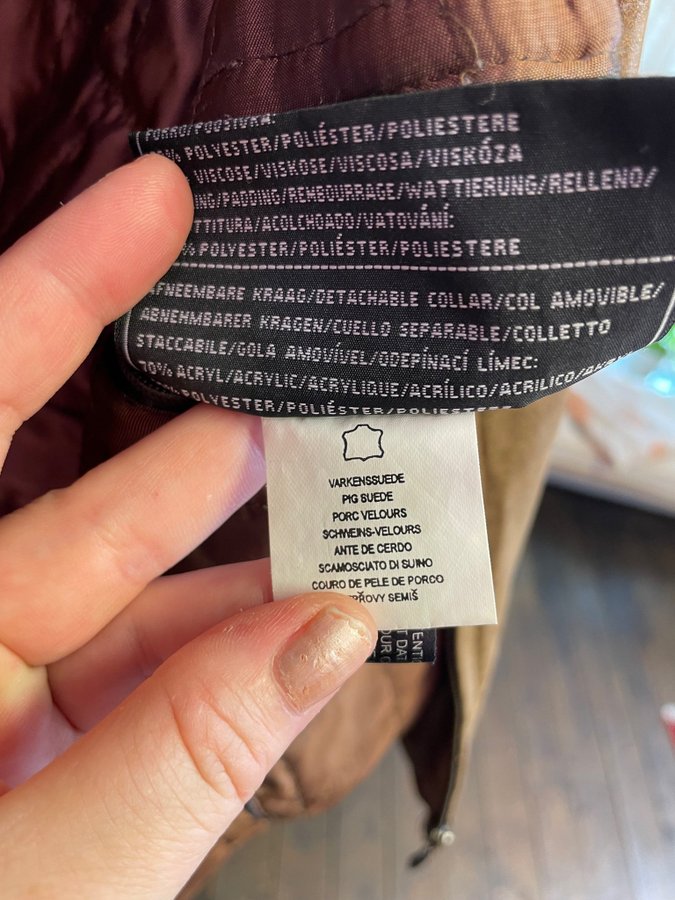 POLYESTER/POLIÉSTER/POLIESTERE
VISCOSE/VISKOSE/VISCOSA/VISKÓZA
PADDING/REMBOURRAGE/WATTIERUNG/RELLENO/
ACOLCHOADO/VATOVÁNÍ:
% POLYESTER/POLIÉSTER/POLIESTERE
AFNEEMBARE KRAAG/DETACHABLE COLLAR/COL AMOVIBLE/
ABNEHMBARER KRAGEN/CUELLO SEPARABLE/COLLETTO
STACCABILE/GOLA AMOVÍVEL/ODEPÍNACÍ LÍMEC:
70% ACRYL/ACRYLIC/ACRYLIQUE/ACRÍLICO/ACRILICO/
POLYESTER/POLIÉSTER/POLIESTERE
VARKENSSUEDE
PIG SUEDE
PORC VELOURS
SCHWEINS-VELOURS
ANTE DE CERDO
SCAMOSCIATO DI SUINO
COURO DE PELE DE PORCO
SEMIŠ